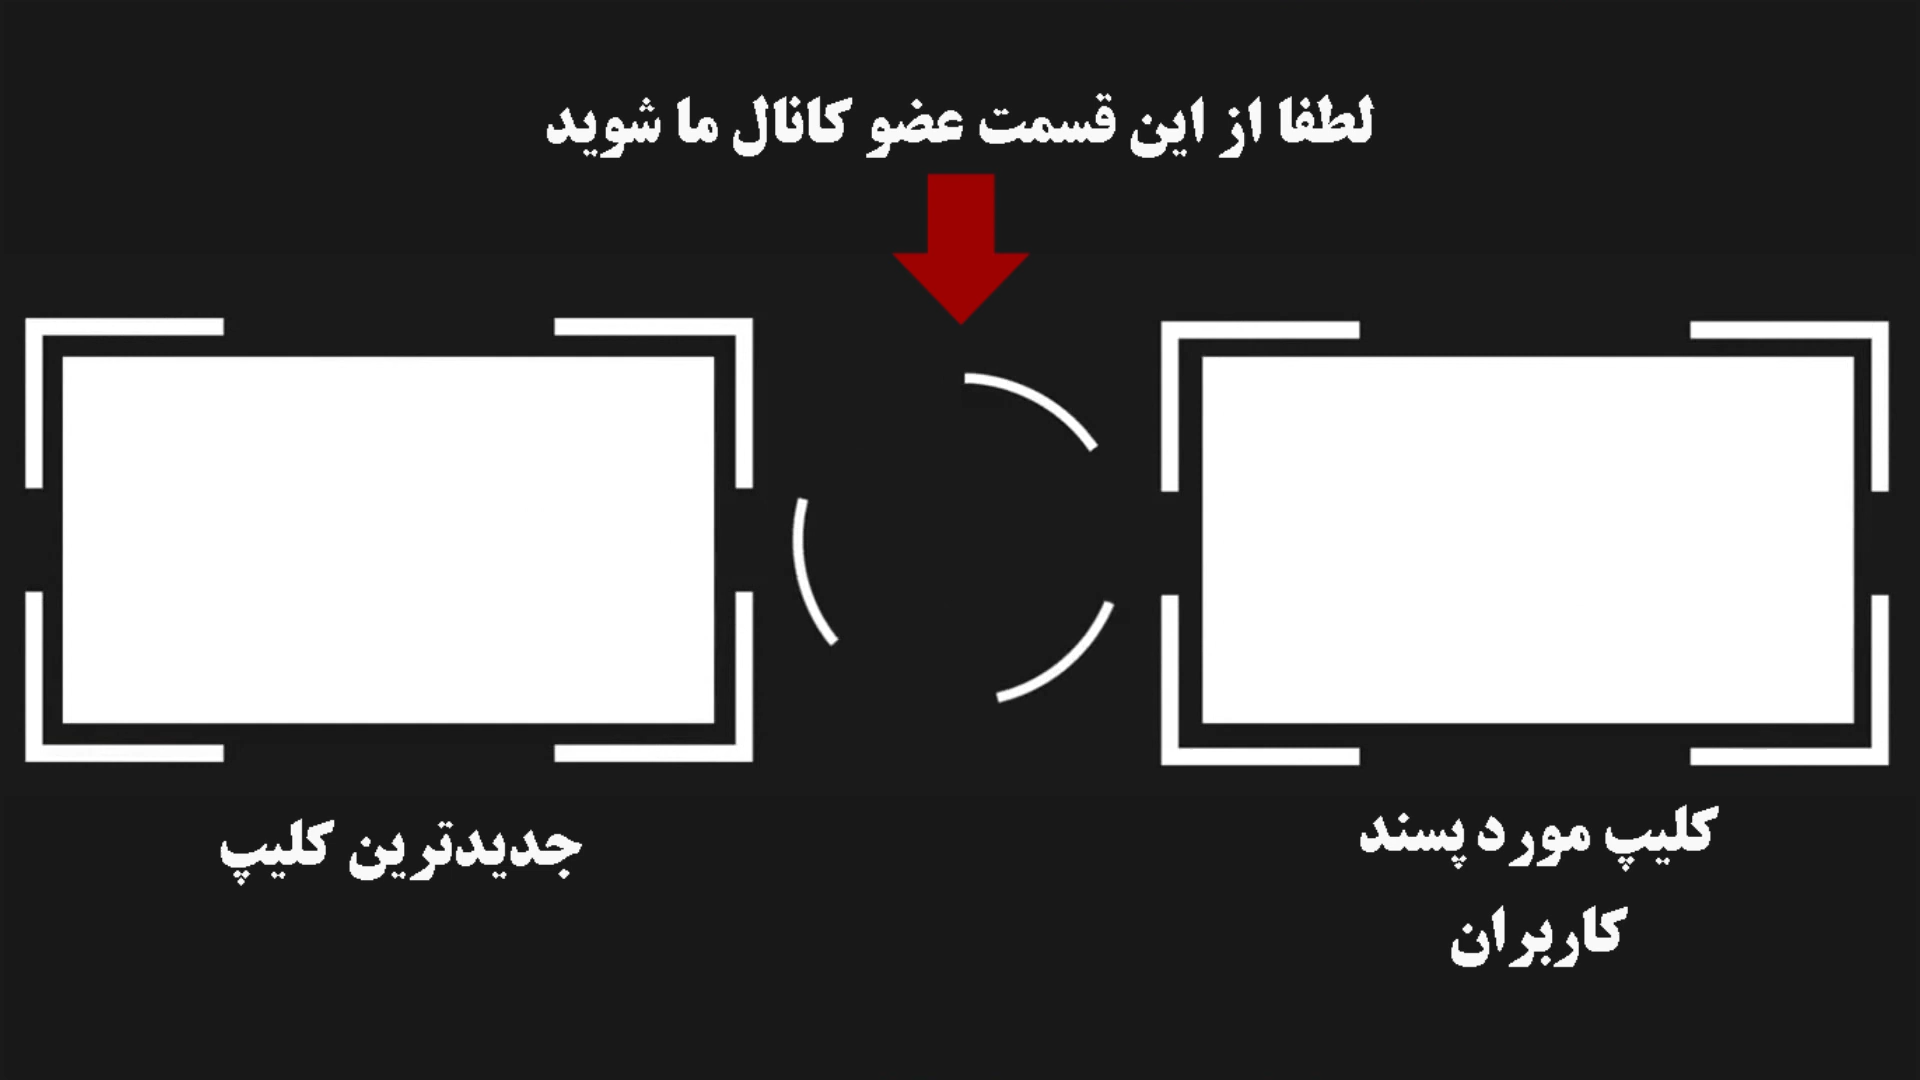 لطفا از این قسمت عضو کانال ما شوید
کلیپ مورد پسند
کاربران
جدیدترین کلیپ